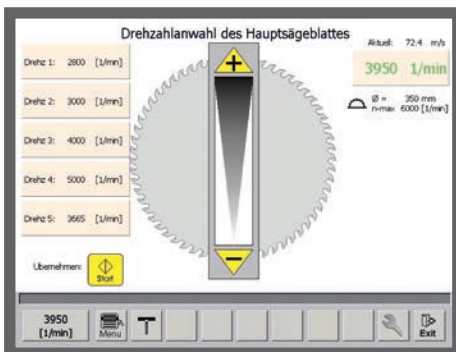 Drehzahlanwahl des Hauptsägeblattes
Aktuell: 72.4 m/s
3950 1/min
Ø = 350 mm
n-max 6000 [1/min]
Drehz 1: 2800 [1/min]
Drehz 2: 3000 [1/min]
Drehz 3: 4000 [1/min]
Drehz 4: 5000 [1/min]
Drehz 5: 3665 [1/min]
+
−
Übernehmen:
Start
3950
[1/min]
Menu
Exit